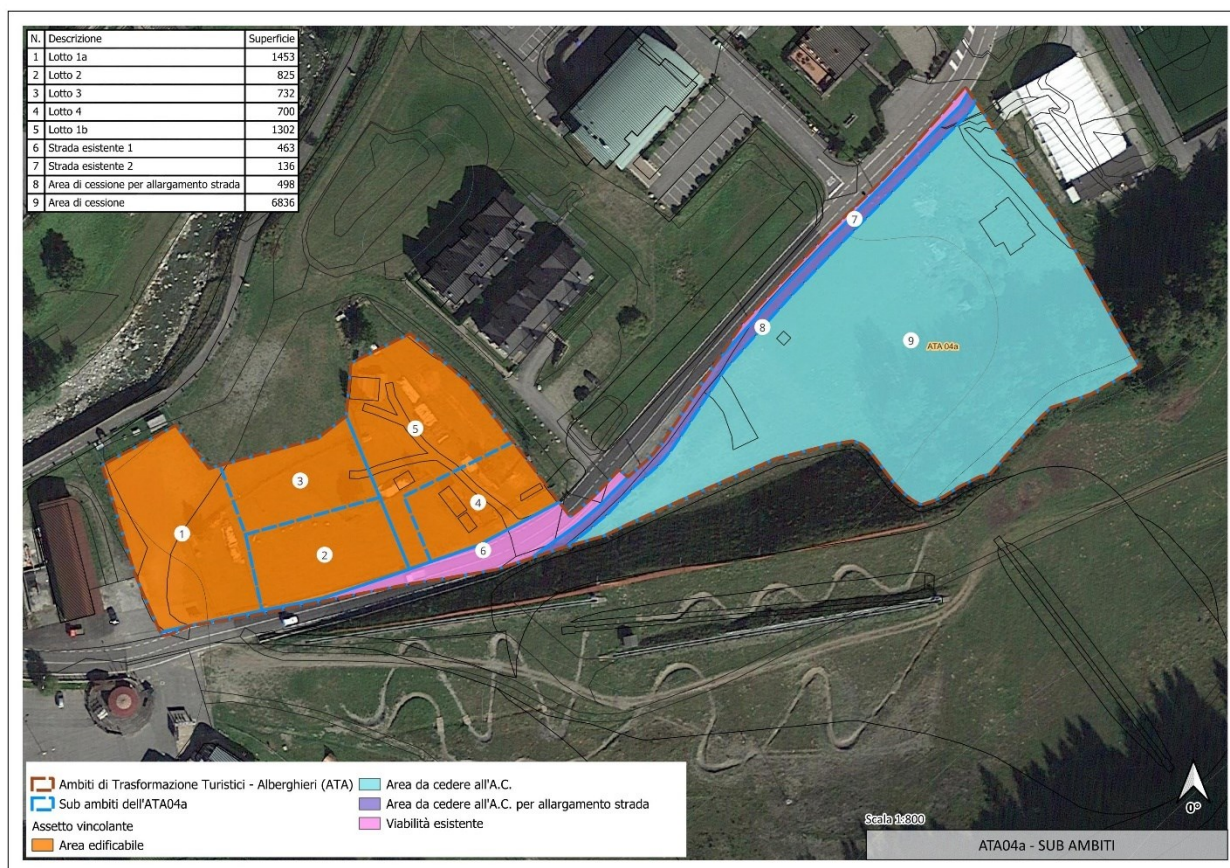 N. Descrizione Superficie
1 Lotto 1a 1453
2 Lotto 2 825
3 Lotto 3 732
4 Lotto 4 700
5 Lotto 1b 1302
6 Strada esistente 1 463
7 Strada esistente 2 136
8 Area di cessione per allargamento strada 498
9 Area di cessione 6836
7
8
9
ATA 04a
5
3
4
1
2
6
Ambiti di Trasformazione Turistici - Alberghieri (ATA)
Sub ambiti dell'ATA04a
Assetto vincolante
Area edificabile
Area da cedere all'A.C.
Area da cedere all'A.C. per allargamento strada
Viabilità esistente
Scala 1:800
0°
ATA04a - SUB AMBITI